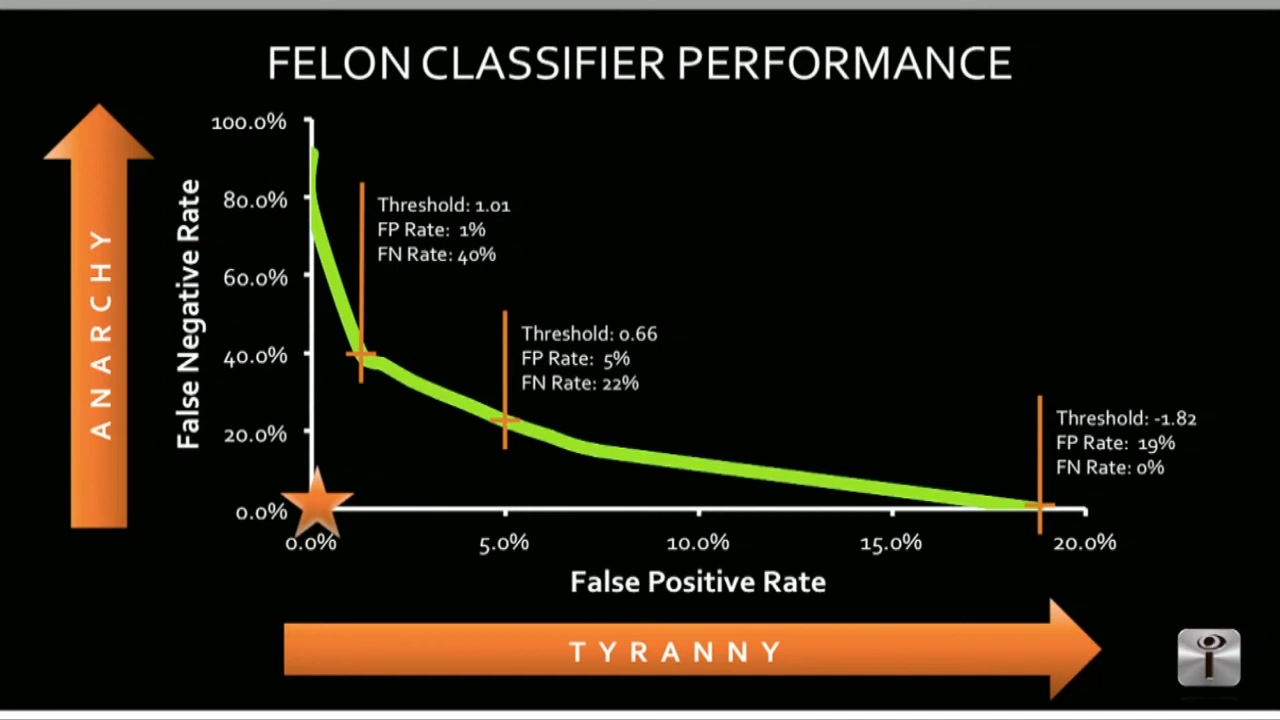 FELON CLASSIFIER PERFORMANCE
ANARCHY
False Negative Rate
100.0%
80.0%
60.0%
40.0%
20.0%
0.0%
Threshold: 1.01
FP Rate: 1%
FN Rate: 40%
Threshold: 0.66
FP Rate: 5%
FN Rate: 22%
Threshold: -1.82
FP Rate: 19%
FN Rate: 0%
0.0%
5.0%
10.0%
15.0%
20.0%
False Positive Rate
TYRANNY